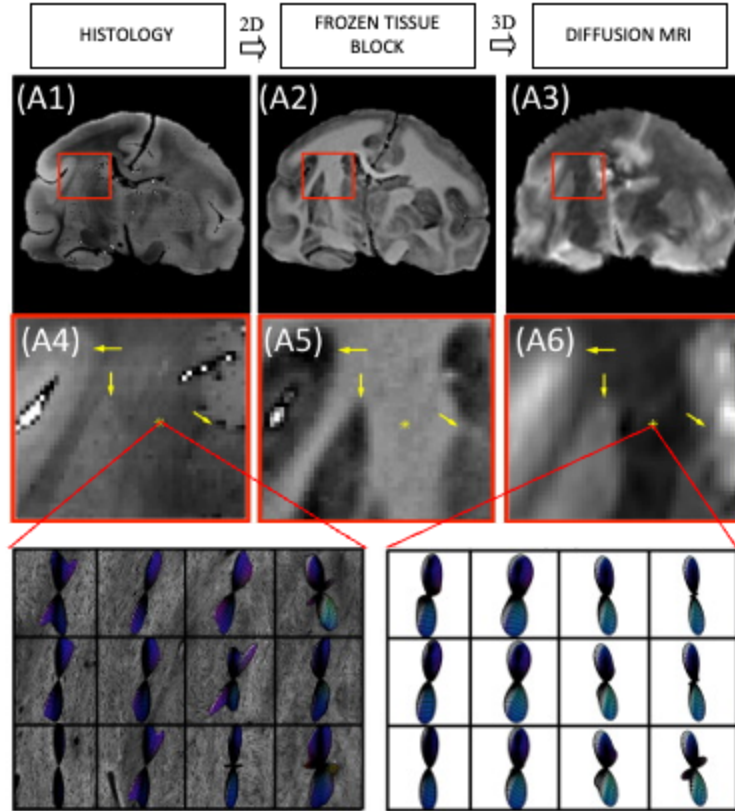 HISTOLOGY
2D
FROZEN TISSUE
BLOCK
3D
DIFFUSION MRI
(A1)
(A2)
(A3)
(A4)
(A5)
(A6)